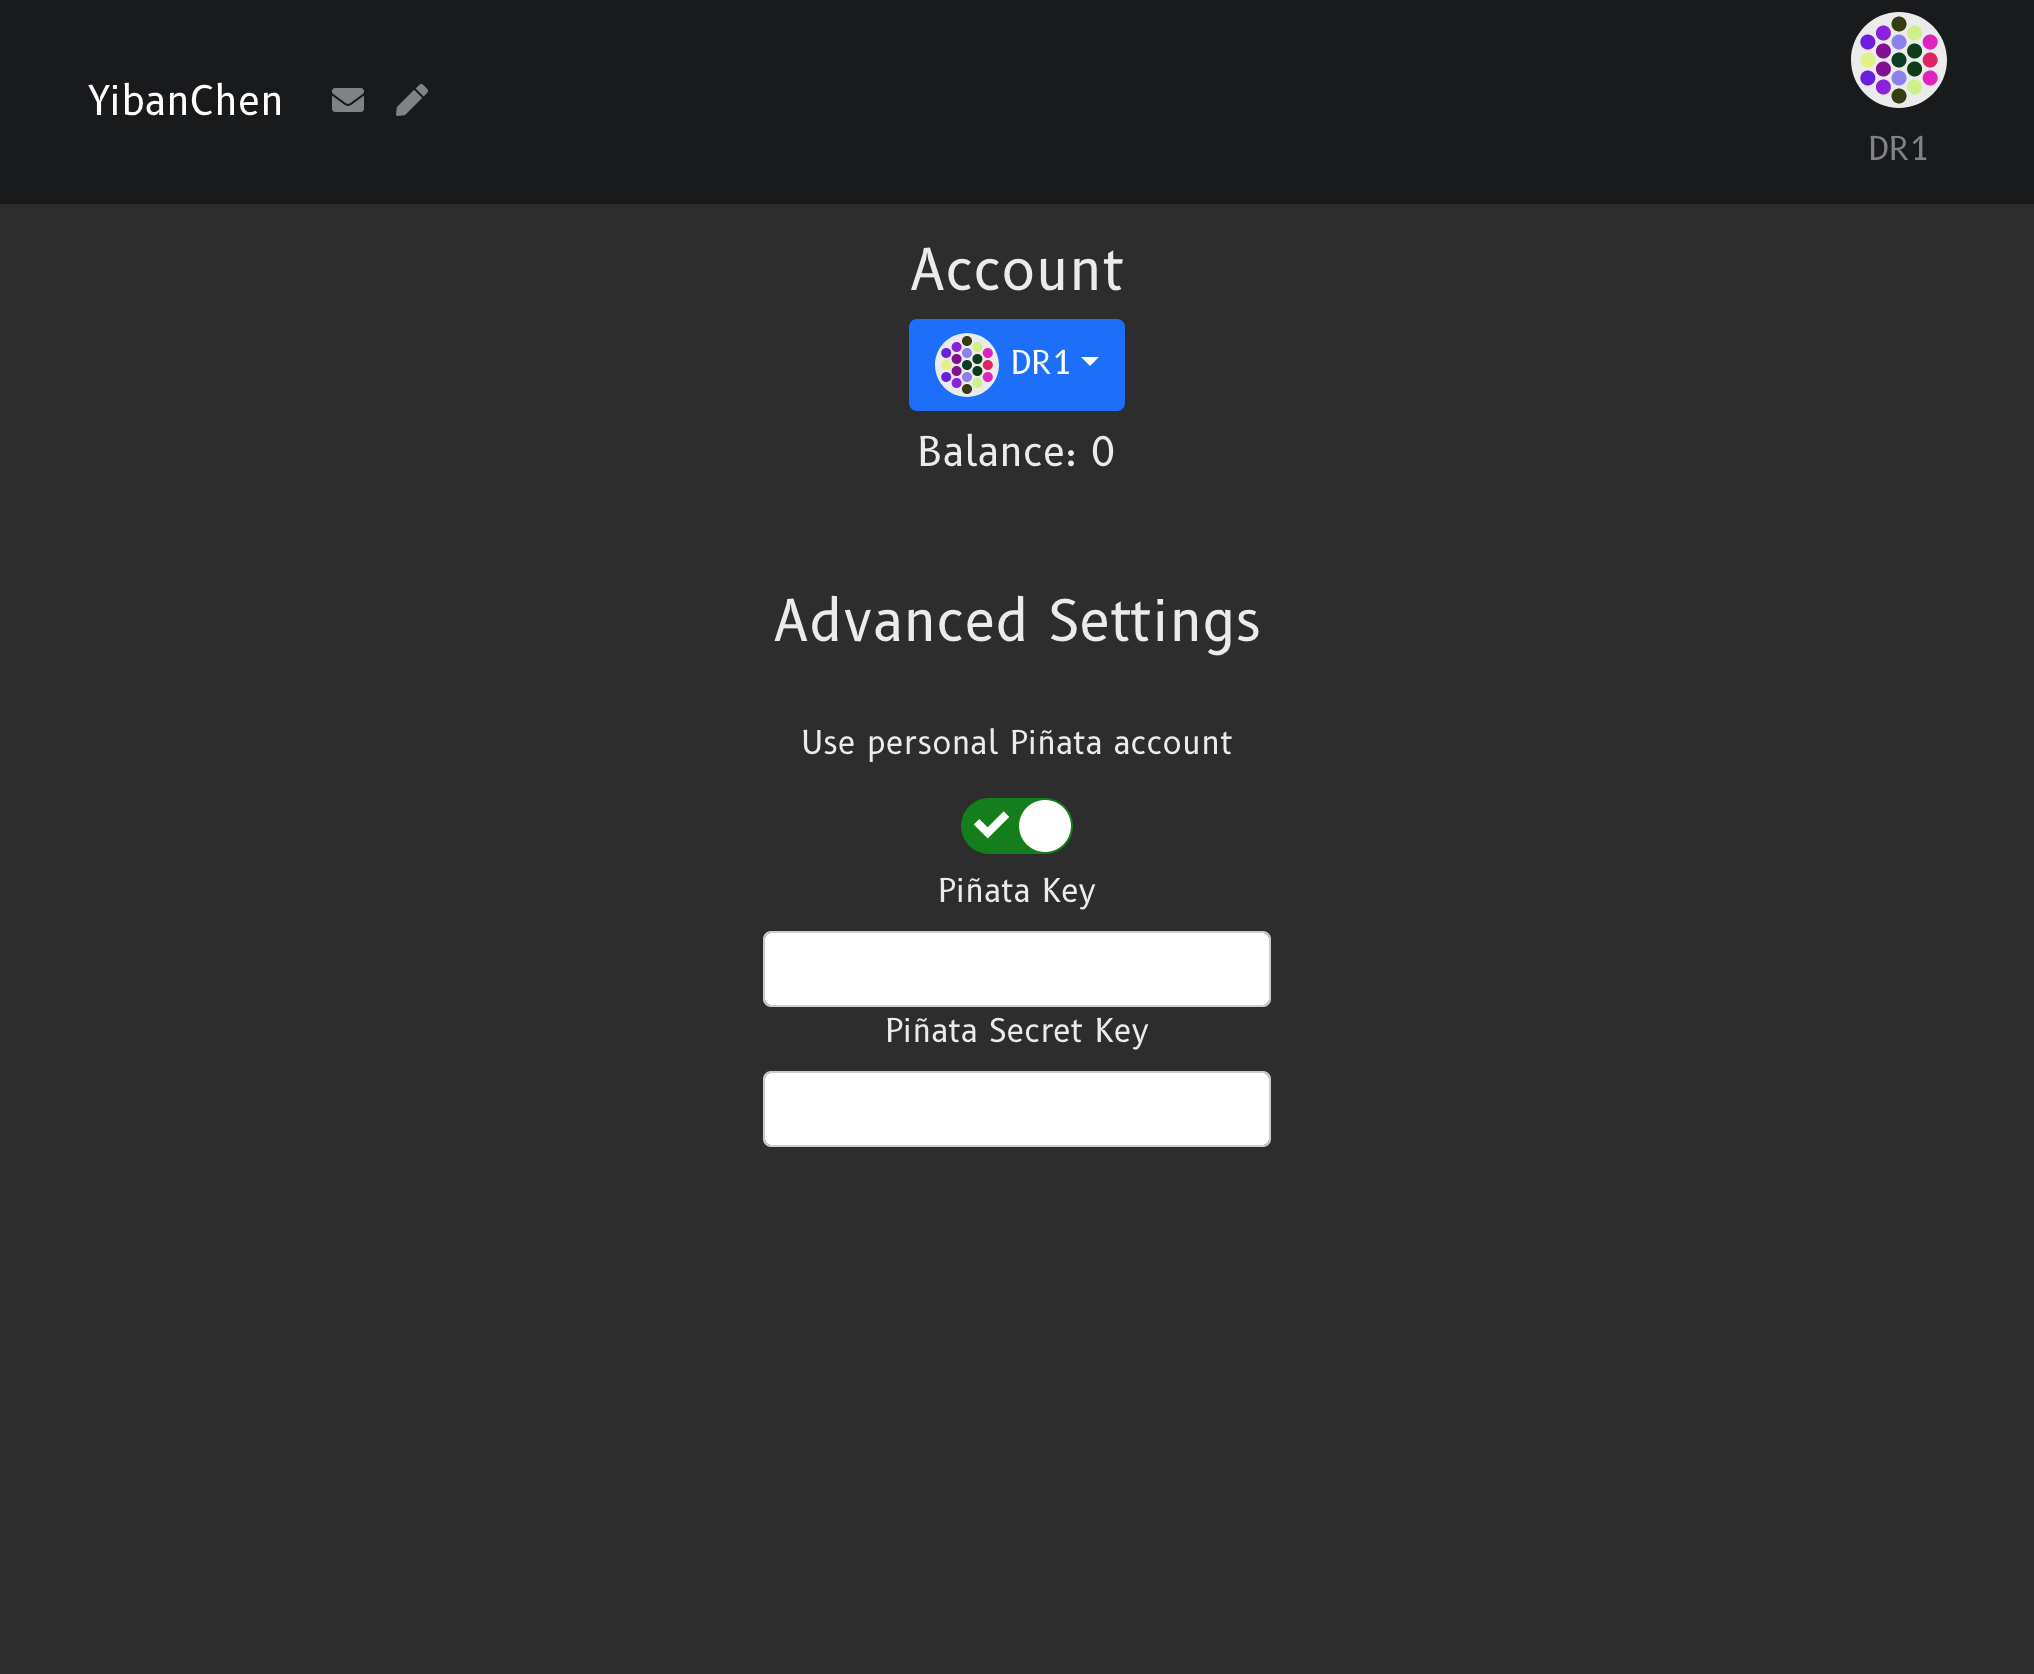 YibanChen
DR1
Account
DR1
Balance: 0
Advanced Settings
Use personal Piñata account
Piñata Key
Piñata Secret Key